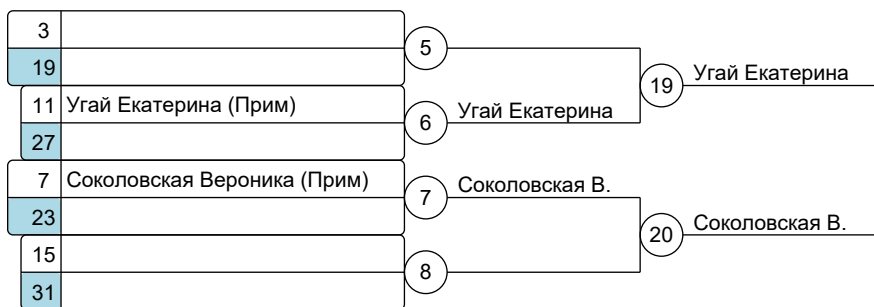 3
5
19
19 Угай Екатерина
11 Угай Екатерина (Прим)
6 Угай Екатерина
27
7 Соколовская Вероника (Прим)
7 Соколовская В.
23
20 Соколовская В.
15
8
31